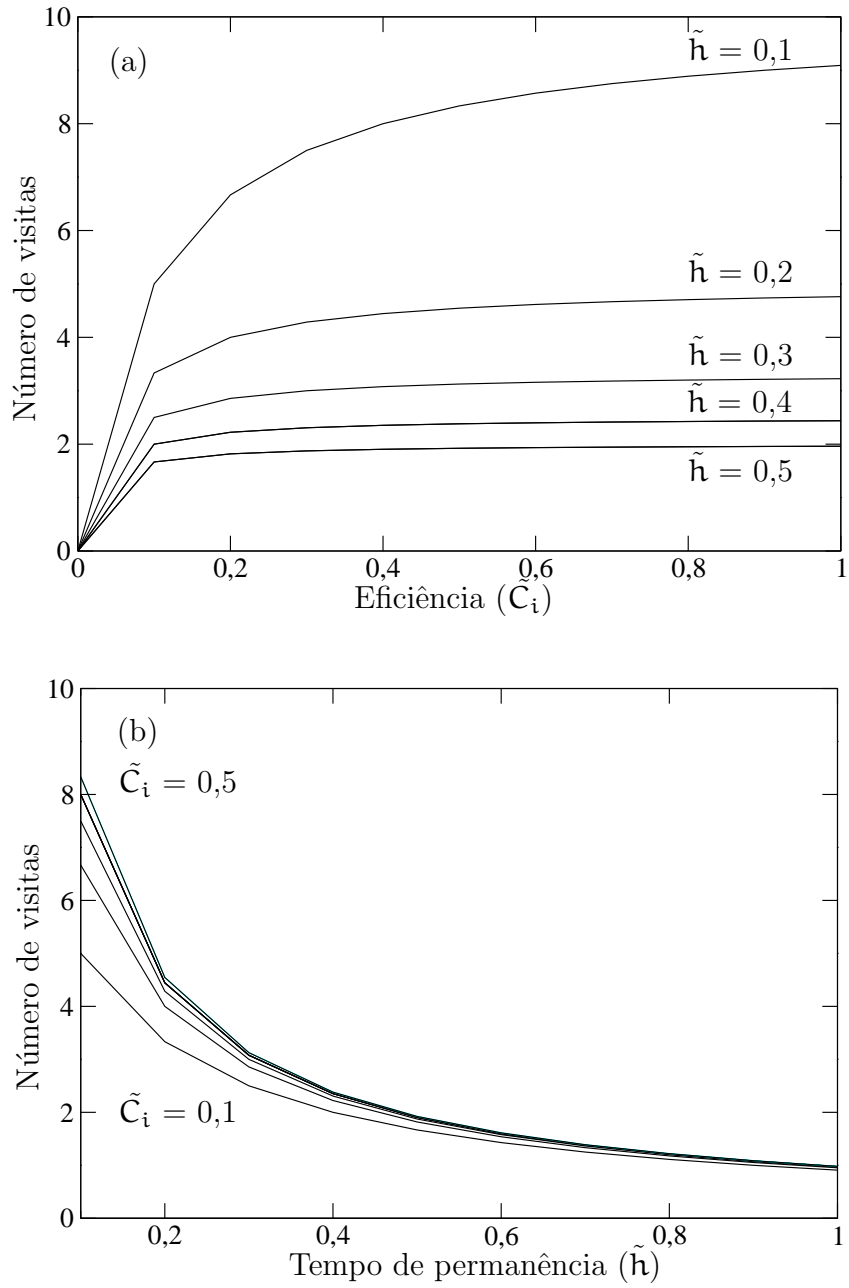 10
(a)
h̃ = 0,1
8
6
h̃ = 0,2
4
h̃ = 0,3
h̃ = 0,4
2
h̃ = 0,5
0
Número de visitas
0 0,2 0,4 0,6 0,8 1
Eficiência (C̃i)
10
(b)
C̃i = 0,5
8
6
4
C̃i = 0,1
2
0
Número de visitas
0,2 0,4 0,6 0,8 1
Tempo de permanência (h̃)